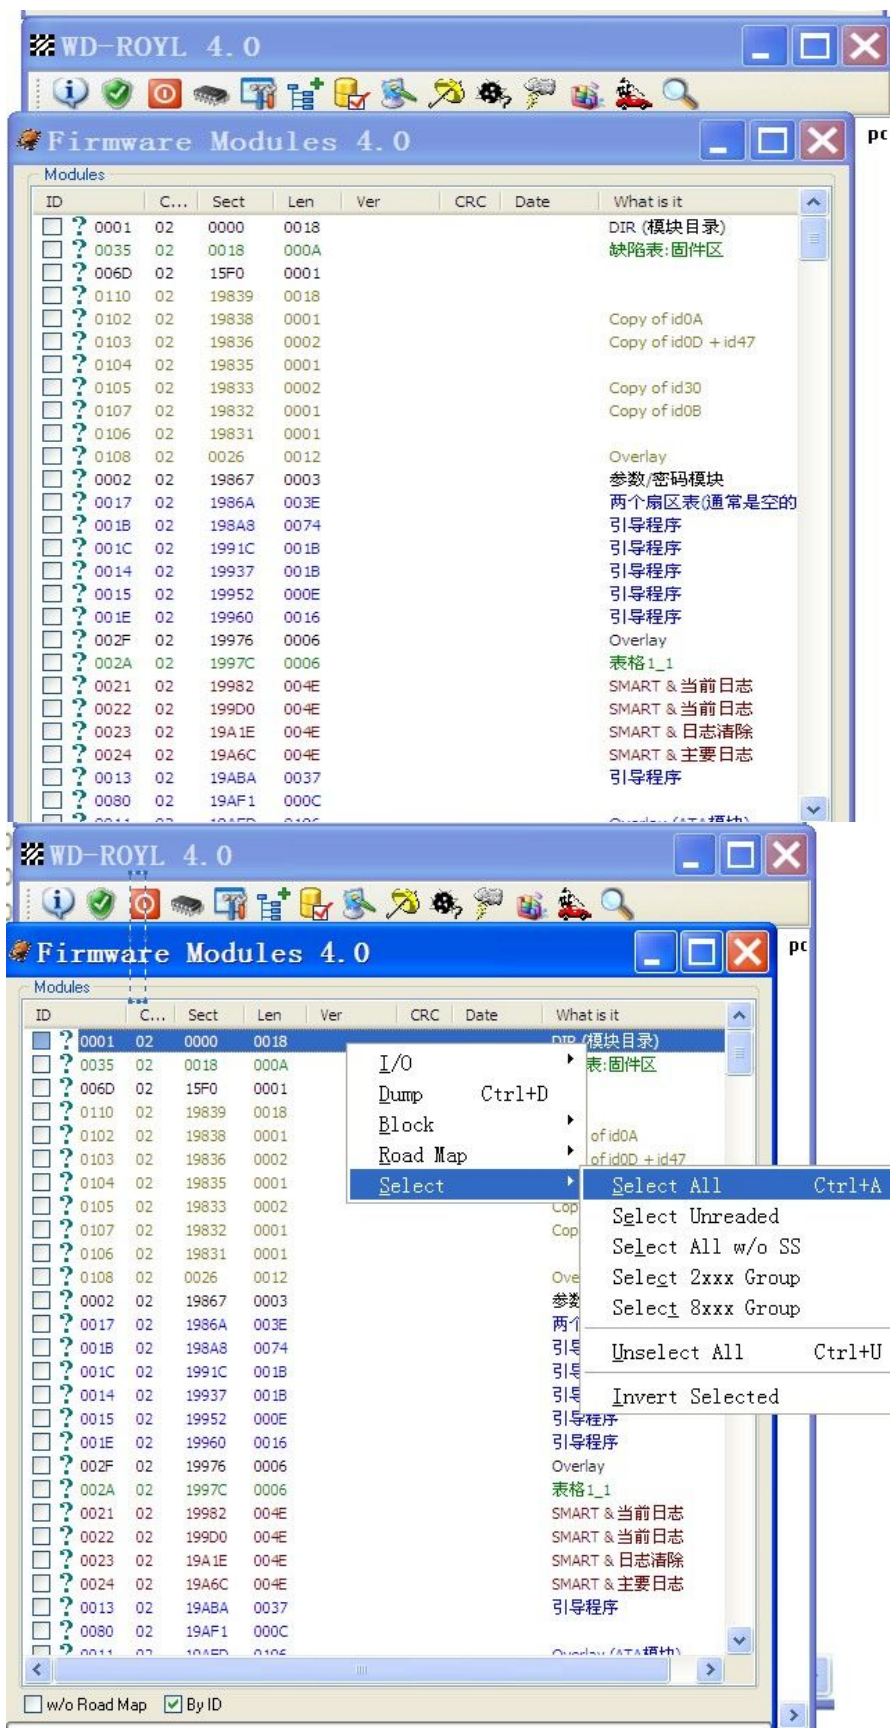 WD-ROYL 4.0
Firmware Modules 4.0
pc
Modules
ID C... Sect Len Ver CRC Date What is it
? 0001 02 0000 0018 DIR (模块目录)
? 0035 02 0018 000A 缺陷表:固件区
? 006D 02 15F0 0001
? 0110 02 19839 0018
? 0102 02 19838 0001 Copy of id0A
? 0103 02 19836 0002 Copy of id0D + id47
? 0104 02 19835 0001
? 0105 02 19833 0002 Copy of id30
? 0107 02 19832 0001 Copy of id0B
? 0106 02 19831 0001
? 0108 02 0026 0012 Overlay
? 0002 02 19867 0003 参数/密码模块
? 0017 02 1986A 003E 两个扇区表(通常是空的
? 001B 02 198A8 0074 引导程序
? 001C 02 1991C 001B 引导程序
? 0014 02 19937 001B 引导程序
? 0015 02 19952 000E 引导程序
? 001E 02 19960 0016 引导程序
? 002F 02 19976 0006 Overlay
? 002A 02 1997C 0006 表格1_1
? 0021 02 19982 004E SMART & 当前日志
? 0022 02 199D0 004E SMART & 当前日志
? 0023 02 19A1E 004E SMART & 日志清除
? 0024 02 19A6C 004E SMART & 主要日志
? 0013 02 19ABA 0037 引导程序
? 0080 02 19AF1 000C
WD-ROYL 4.0
Firmware Modules 4.0
pc
Modules
ID C... Sect Len Ver CRC Date What is it
? 0001 02 0000 0018 DIR (模块目录)
? 0035 02 0018 000A 表:固件区
? 006D 02 15F0 0001
? 0110 02 19839 0018
? 0102 02 19838 0001 of id0A
? 0103 02 19836 0002 of id0D + id47
? 0104 02 19835 0001
? 0105 02 19833 0002 Cop
? 0107 02 19832 0001 Cop
? 0106 02 19831 0001
? 0108 02 0026 0012 Ove
? 0002 02 19867 0003 参数
? 0017 02 1986A 003E 两个
? 001B 02 198A8 0074 引导
? 001C 02 1991C 001B 引导
? 0014 02 19937 001B 引导
? 0015 02 19952 000E 引导程序
? 001E 02 19960 0016 引导程序
? 002F 02 19976 0006 Overlay
? 002A 02 1997C 0006 表格1_1
? 0021 02 19982 004E SMART & 当前日志
? 0022 02 199D0 004E SMART & 当前日志
? 0023 02 19A1E 004E SMART & 日志清除
? 0024 02 19A6C 004E SMART & 主要日志
? 0013 02 19ABA 0037 引导程序
? 0080 02 19AF1 000C
I/O
Dump Ctrl+D
Block
Road Map
Select
Select All Ctrl+A
Select Unreaded
Select All w/o SS
Select 2xxx Group
Select 8xxx Group
Unselect All Ctrl+U
Invert Selected
w/o Road Map By ID